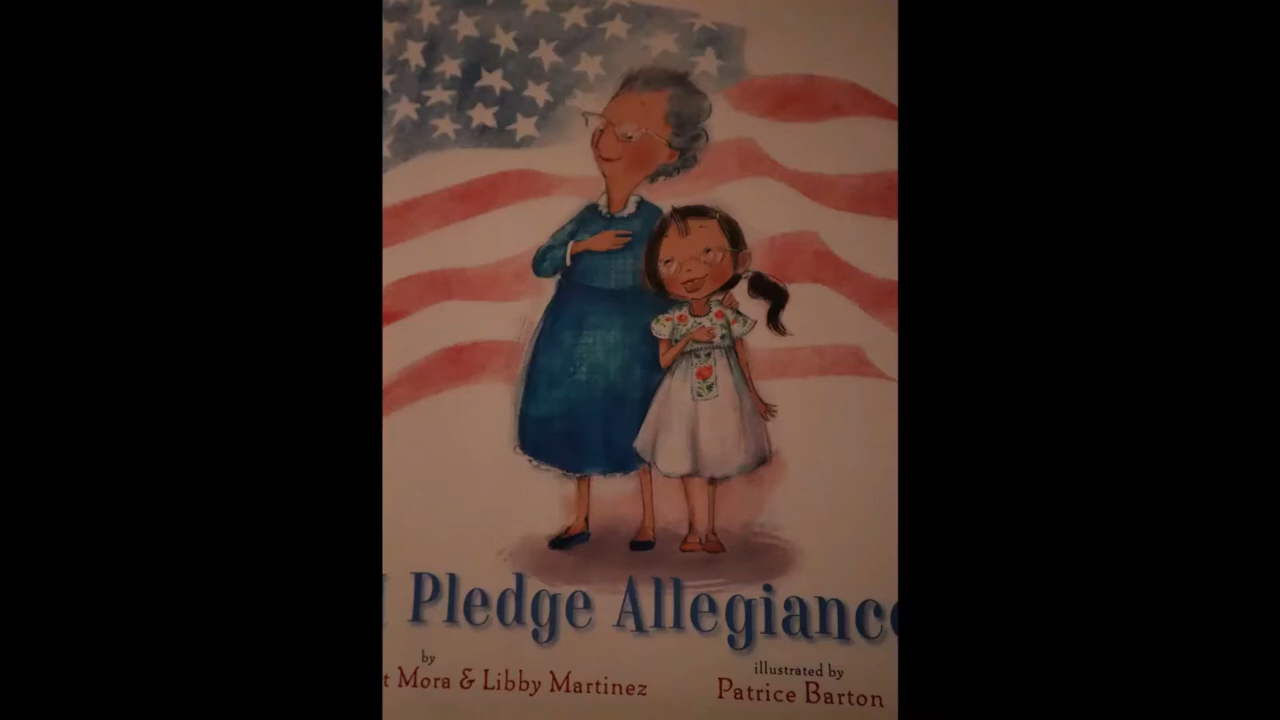 Pledge Allegiance
by
t Mora & Libby Martinez
illustrated by
Patrice Barton